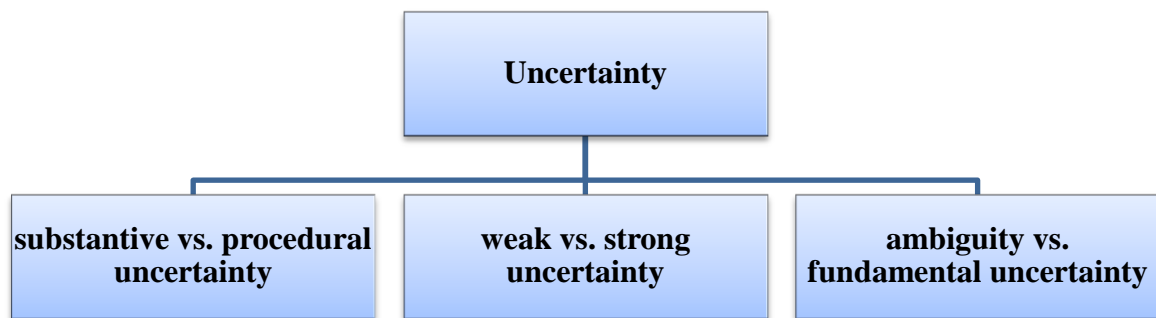 Uncertainty
substantive vs. procedural
uncertainty
weak vs. strong
uncertainty
ambiguity vs.
fundamental uncertainty